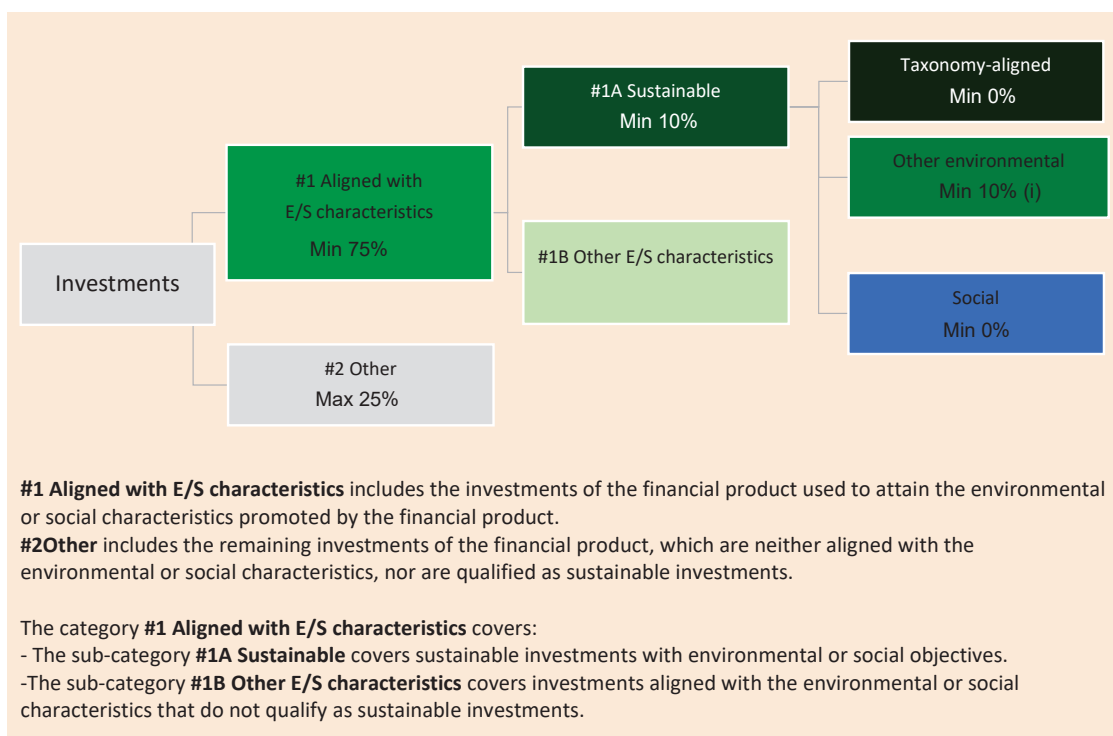 Investments
#1 Aligned with
E/S characteristics
Min 75%
#2 Other
Max 25%
#1A Sustainable
Min 10%
#1B Other E/S characteristics
Taxonomy-aligned
Min 0%
Other environmental
Min 10% (i)
Social
Min 0%
#1 Aligned with E/S characteristics includes the investments of the financial product used to attain the environmental
or social characteristics promoted by the financial product.
#2Other includes the remaining investments of the financial product, which are neither aligned with the
environmental or social characteristics, nor are qualified as sustainable investments.
The category #1 Aligned with E/S characteristics covers:
- The sub-category #1A Sustainable covers sustainable investments with environmental or social objectives.
-The sub-category #1B Other E/S characteristics covers investments aligned with the environmental or social
characteristics that do not qualify as sustainable investments.